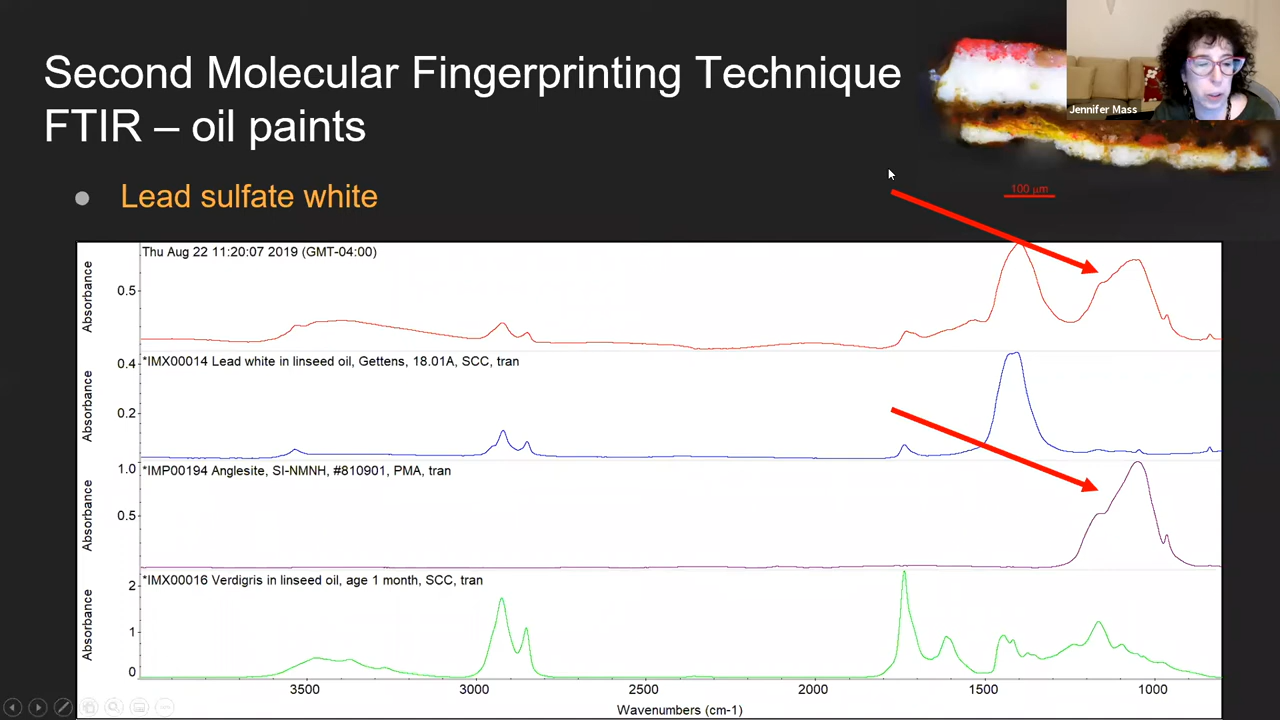 Second Molecular Fingerprinting Technique
FTIR – oil paints
Jennifer Mass
● Lead sulfate white
100 µm
Thu Aug 22 11:20:07 2019 (GMT-04:00)
Absorbance
0.5
*IMX00014 Lead white in linseed oil, Gettens, 18.01A, SCC, tran
Absorbance
0.4
0.2
0.0
*IMP00194 Anglesite, SI-NMNH, #810901, PMA, tran
Absorbance
1.0
0.5
*IMX00016 Verdigris in linseed oil, age 1 month, SCC, tran
Absorbance
2
1
0
3500 3000 2500 2000 1500 1000
Wavenumbers (cm-1)